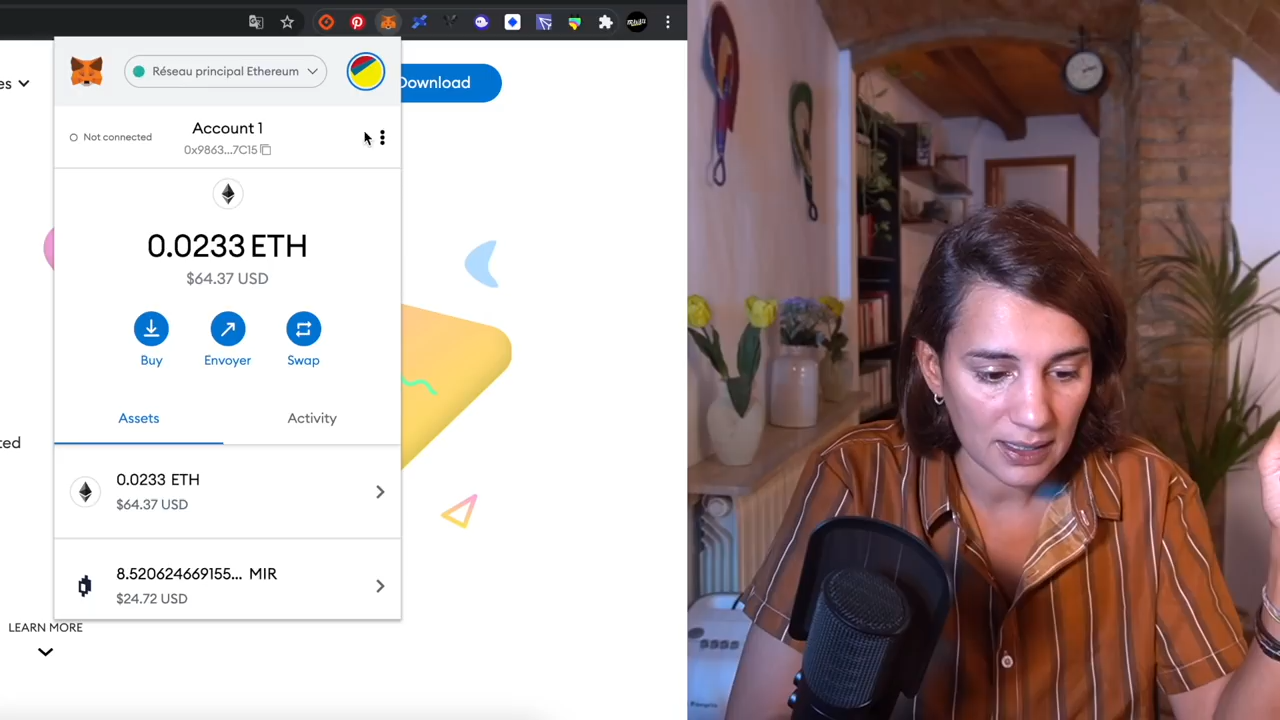 es
Réseau principal Ethereum
Download
Not connected
Account 1
0x9863...7C15
0.0233 ETH
$64.37 USD
Buy
Envoyer
Swap
Assets
Activity
ted
0.0233 ETH
$64.37 USD
8.520624669155... MIR
$24.72 USD
LEARN MORE